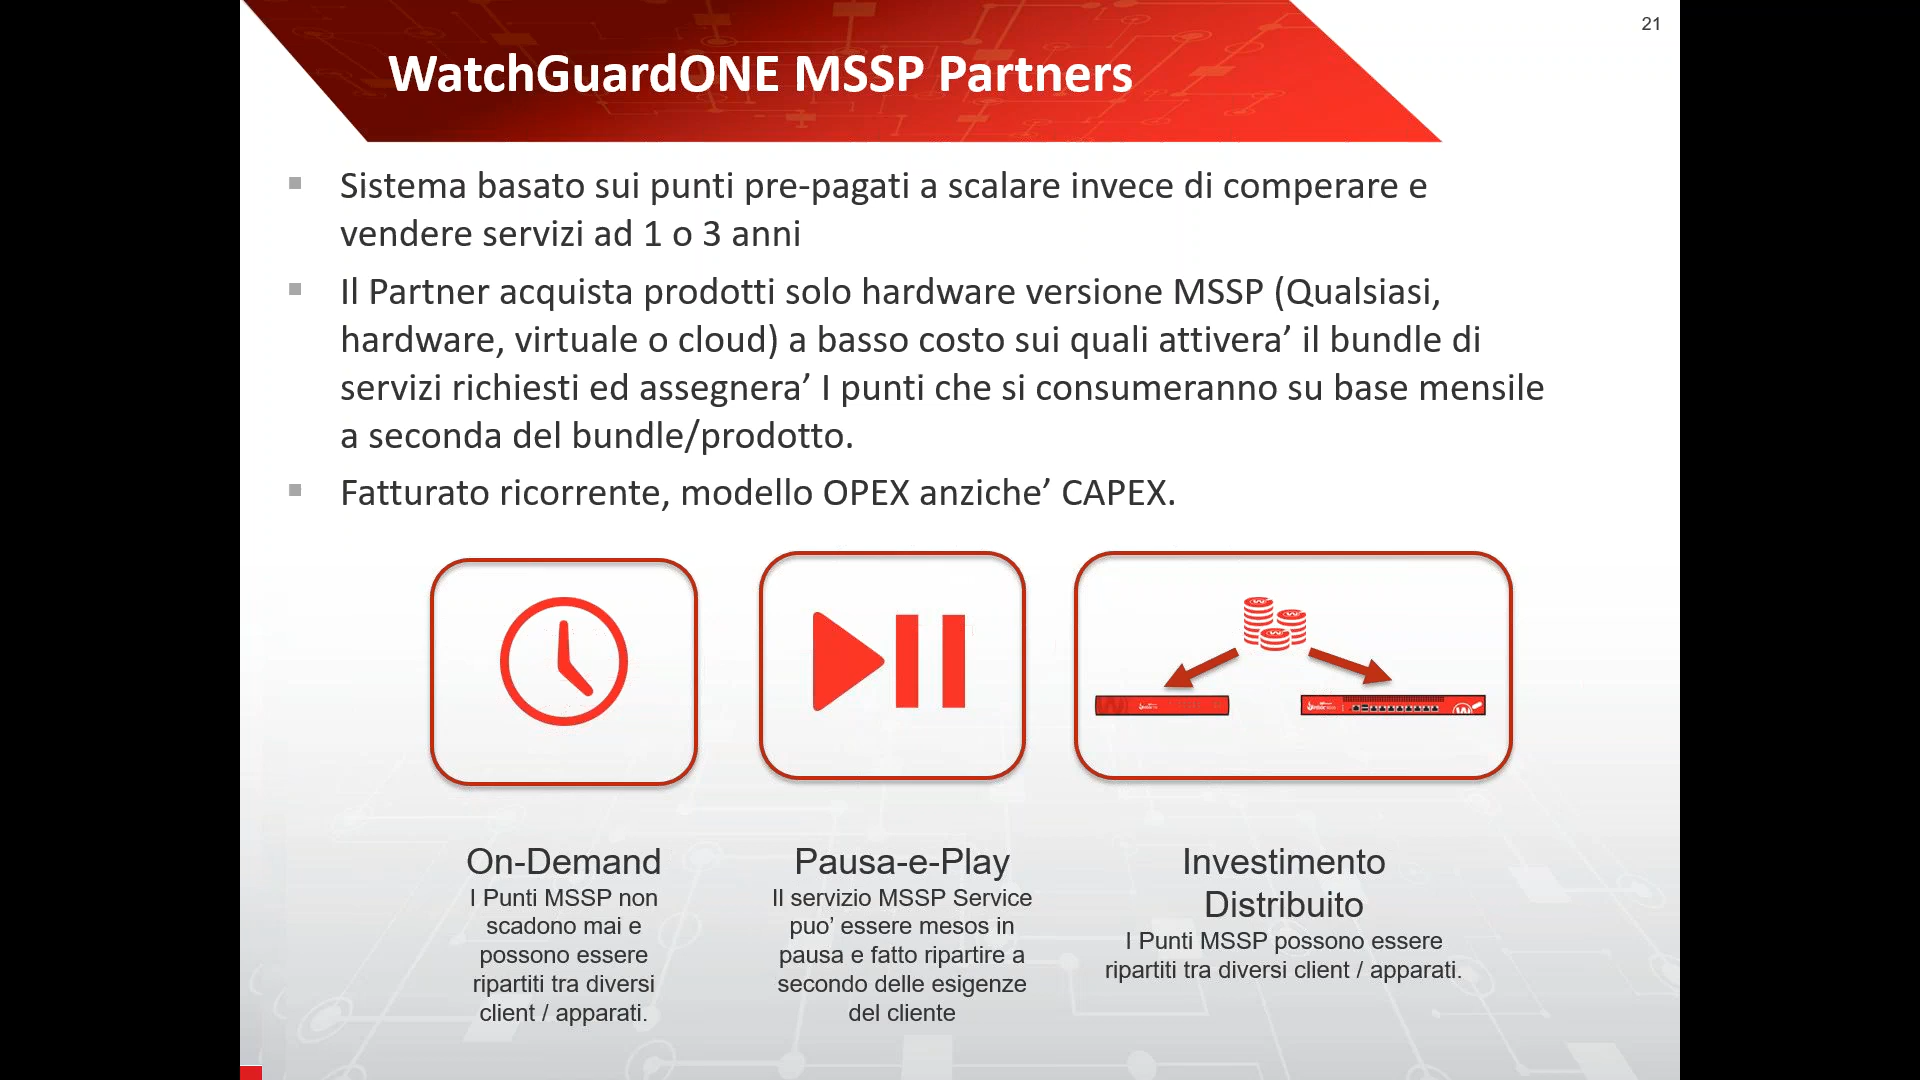 21
WatchGuardONE MSSP Partners
Sistema basato sui punti pre-pagati a scalare invece di comperare e
vendere servizi ad 1 o 3 anni
Il Partner acquista prodotti solo hardware versione MSSP (Qualsiasi,
hardware, virtuale o cloud) a basso costo sui quali attivera’ il bundle di
servizi richiesti ed assegnera’ I punti che si consumeranno su base mensile
a seconda del bundle/prodotto.
Fatturato ricorrente, modello OPEX anziche’ CAPEX.
On-Demand
I Punti MSSP non
scadono mai e
possono essere
ripartiti tra diversi
client / apparati.
Pausa-e-Play
Il servizio MSSP Service
puo’ essere mesos in
pausa e fatto ripartire a
secondo delle esigenze
del cliente
Investimento
Distribuito
I Punti MSSP possono essere
ripartiti tra diversi client / apparati.